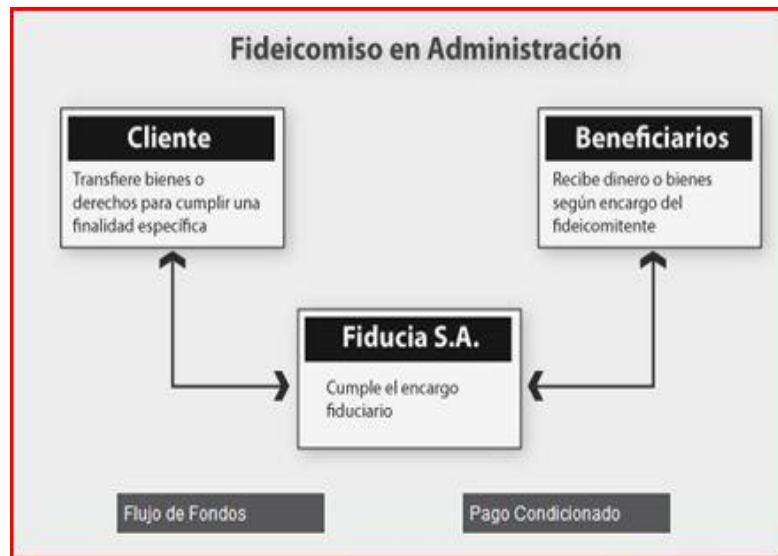 Fideicomiso en Administración
Cliente
Transfiere bienes o
derechos para cumplir una
finalidad específica
Beneficiarios
Recibe dinero o bienes
según encargo del
fideicomitente
Fiducia S.A.
Cumple el encargo
fiduciario
Flujo de Fondos
Pago Condicionado